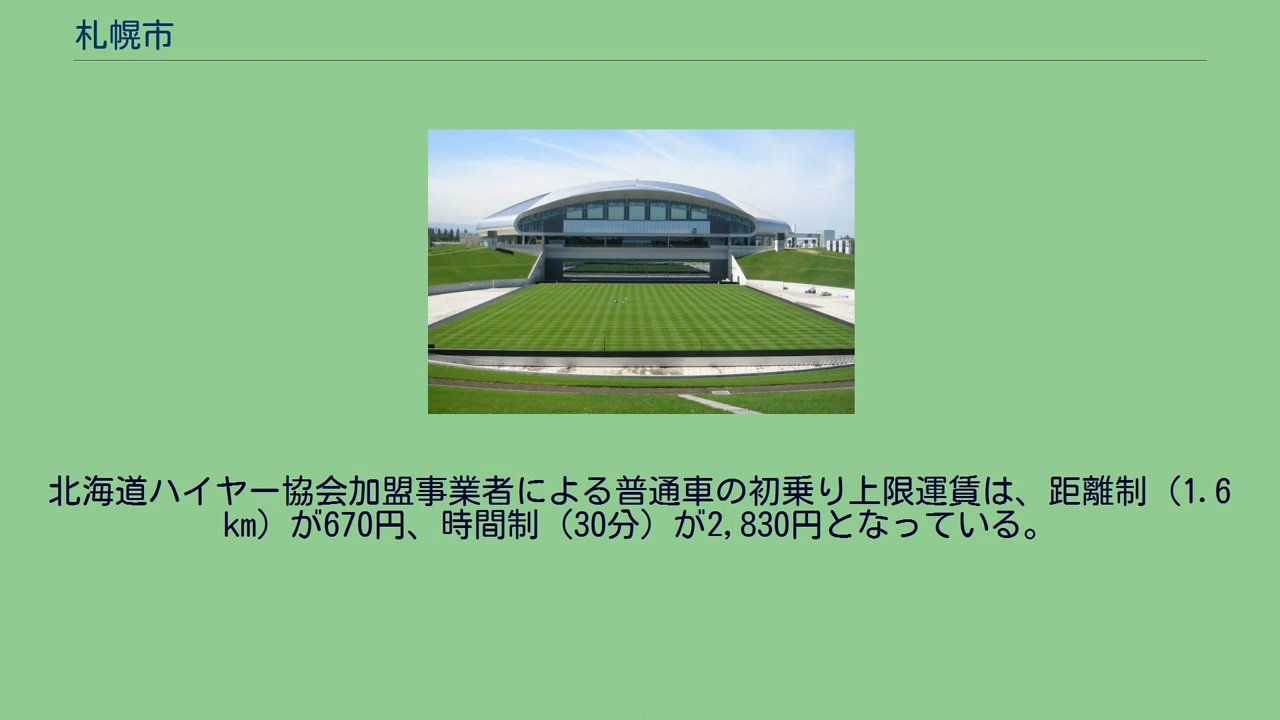 札幌市
北海道ハイヤー協会加盟事業者による普通車の初乗り上限運賃は、距離制（1.6
km）が670円、時間制（30分）が2,830円となっている。